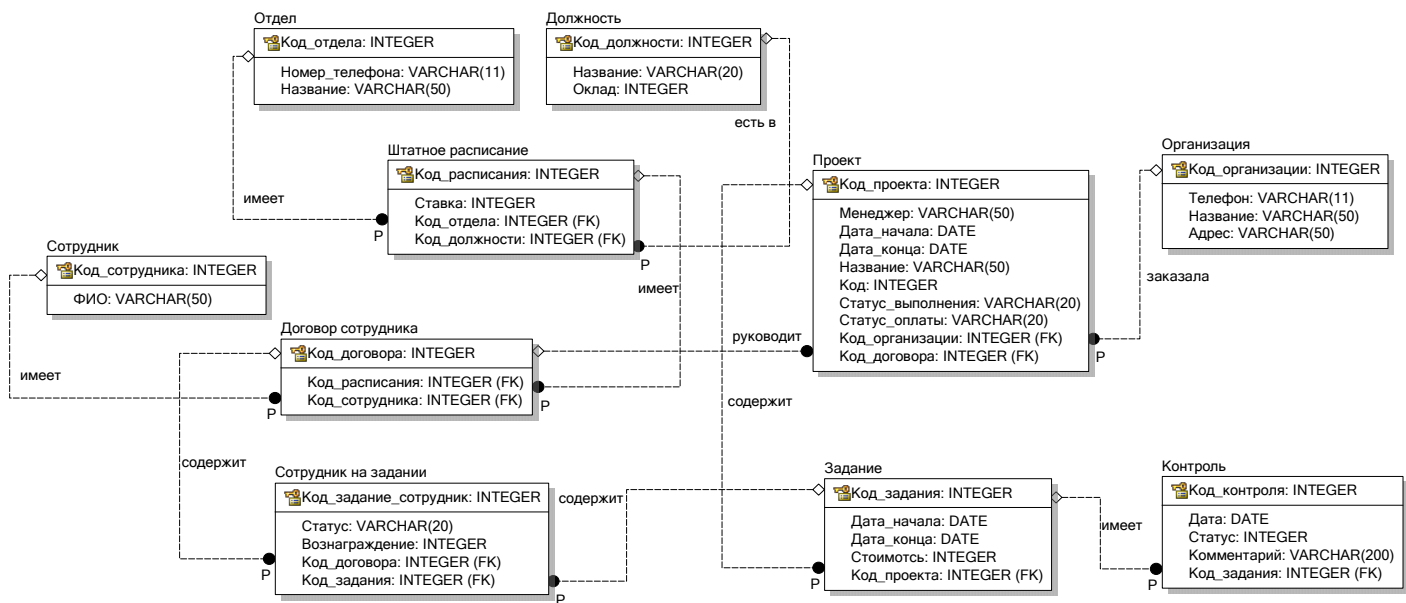 Отдел
Код_отдела: INTEGER
Номер_телефона: VARCHAR(11)
Название: VARCHAR(50)
Должность
Код_должности: INTEGER
Название: VARCHAR(20)
Оклад: INTEGER
есть в
Штатное расписание
Код_расписания: INTEGER
Ставка: INTEGER
Код_отдела: INTEGER (FK)
Код_должности: INTEGER (FK)
имеет
P
P
имеет
Проект
Код_проекта: INTEGER
Менеджер: VARCHAR(50)
Дата_начала: DATE
Дата_конца: DATE
Название: VARCHAR(50)
Код: INTEGER
Статус_выполнения: VARCHAR(20)
Статус_оплаты: VARCHAR(20)
Код_организации: INTEGER (FK)
Код_договора: INTEGER (FK)
Организация
Код_организации: INTEGER
Телефон: VARCHAR(11)
Название: VARCHAR(50)
Адрес: VARCHAR(50)
заказала
P
Сотрудник
Код_сотрудника: INTEGER
ФИО: VARCHAR(50)
имеет
P
Договор сотрудника
Код_договора: INTEGER
Код_расписания: INTEGER (FK)
Код_сотрудника: INTEGER (FK)
P
руководит
содержит
содержит
Сотрудник на задании
Код_задание_сотрудник: INTEGER
Статус: VARCHAR(20)
Вознаграждение: INTEGER
Код_договора: INTEGER (FK)
Код_задания: INTEGER (FK)
P
P
содержит
Задание
Код_задания: INTEGER
Дата_начала: DATE
Дата_конца: DATE
Стоимотсь: INTEGER
Код_проекта: INTEGER (FK)
P
имеет
Контроль
Код_контроля: INTEGER
Дата: DATE
Статус: INTEGER
Комментарий: VARCHAR(200)
Код_задания: INTEGER (FK)
P